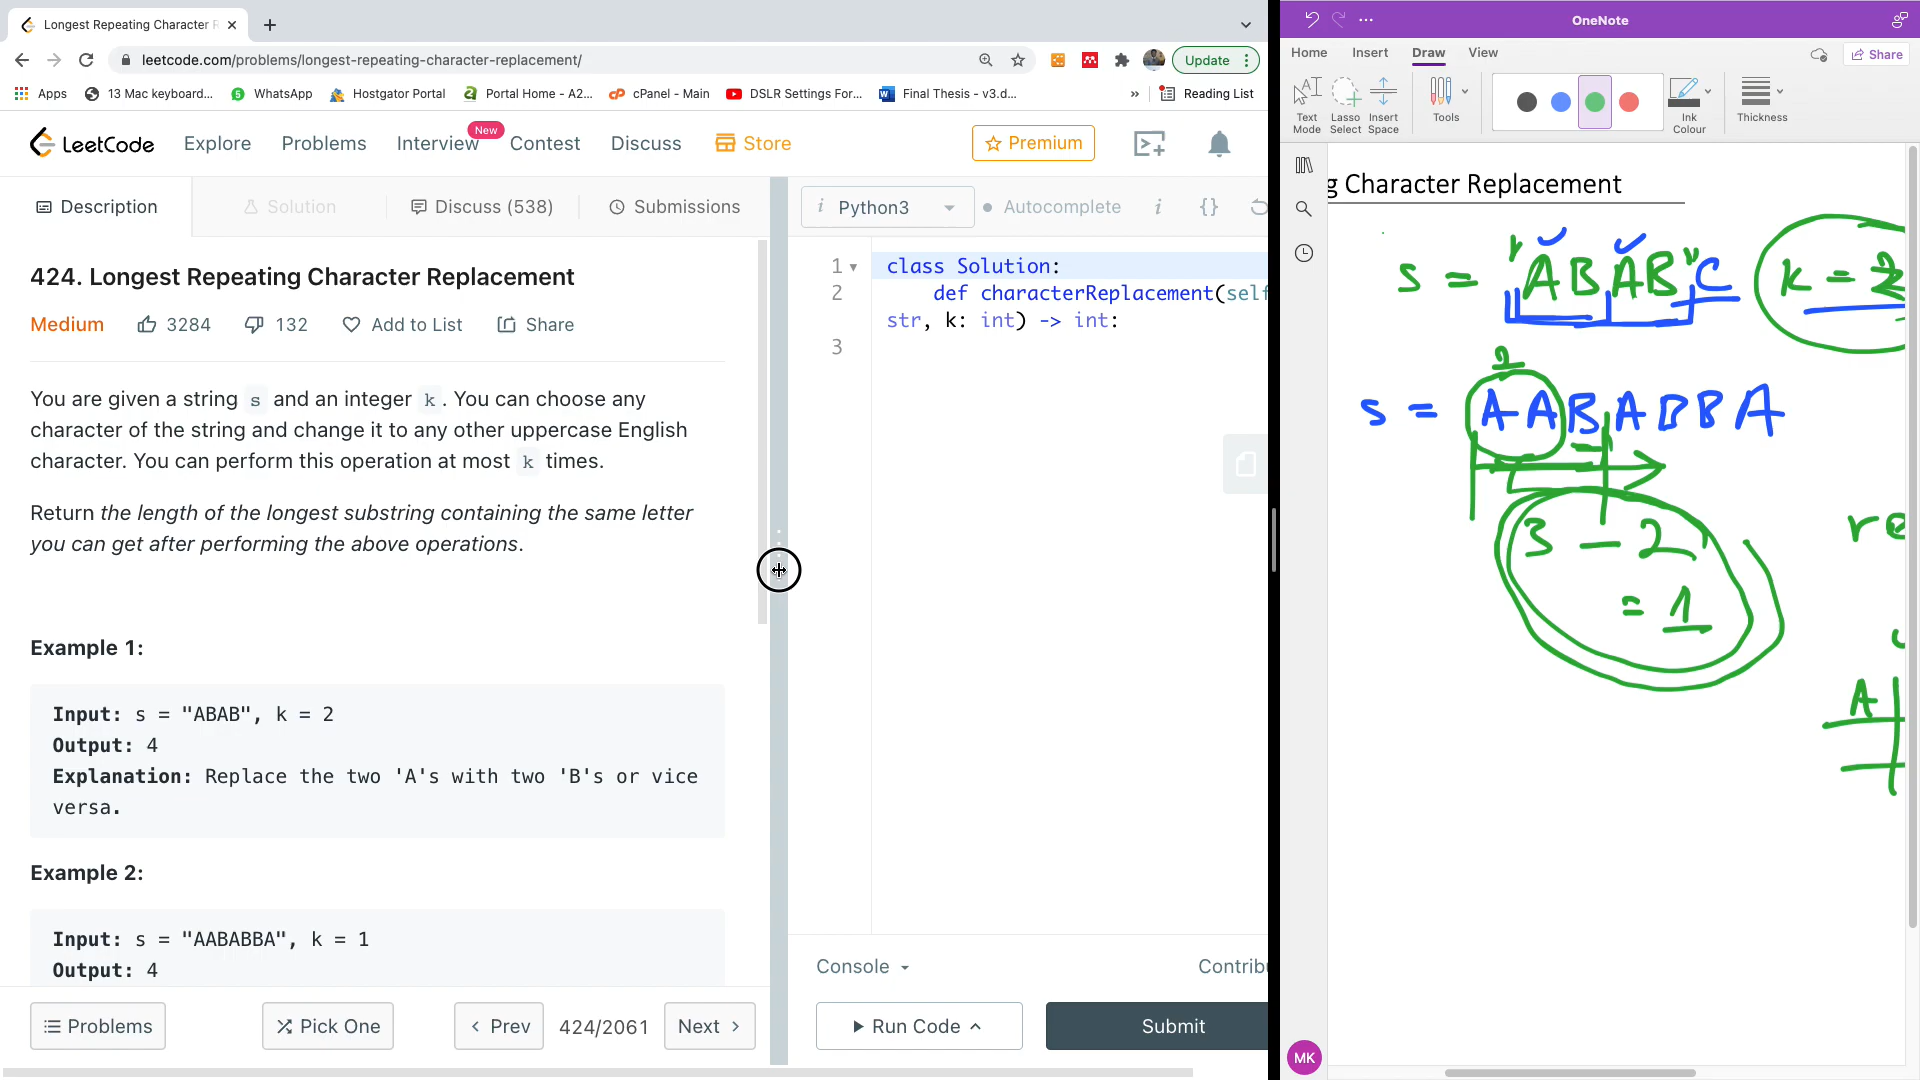 Longest Repeating Character R
leetcode.com/problems/longest-repeating-character-replacement/
Update
Apps
13 Mac keyboard...
WhatsApp
Hostgator Portal
Portal Home - A2...
cPanel - Main
DSLR Settings For...
Final Thesis - v3.d...
»
Reading List
LeetCode
Explore
Problems
Interview
New
Contest
Discuss
Store
Premium
Description
Solution
Discuss (538)
Submissions
424. Longest Repeating Character Replacement
Medium
3284
132
Add to List
Share
You are given a string s and an integer k. You can choose any
character of the string and change it to any other uppercase English
character. You can perform this operation at most k times.
Return the length of the longest substring containing the same letter
you can get after performing the above operations.
Example 1:
Input: s = "ABAB", k = 2
Output: 4
Explanation: Replace the two 'A's with two 'B's or vice
versa.
Example 2:
Input: s = "AABABBA", k = 1
Output: 4
Problems
Pick One
Prev
424/2061
Next
i Python3
Autocomplete
i
{}
1 class Solution:
2 def characterReplacement(self
str, k: int) -> int:
3
Console
Contribu
Run Code
Submit
OneNote
Home
Insert
Draw
View
Share
Text
Mode
Lasso
Select
Insert
Space
Tools
Ink
Colour
Thickness
g Character Replacement
s = "ABAB"C
k = 2
2
s = AABABBA
3 - 2
= 1
re
A
MK